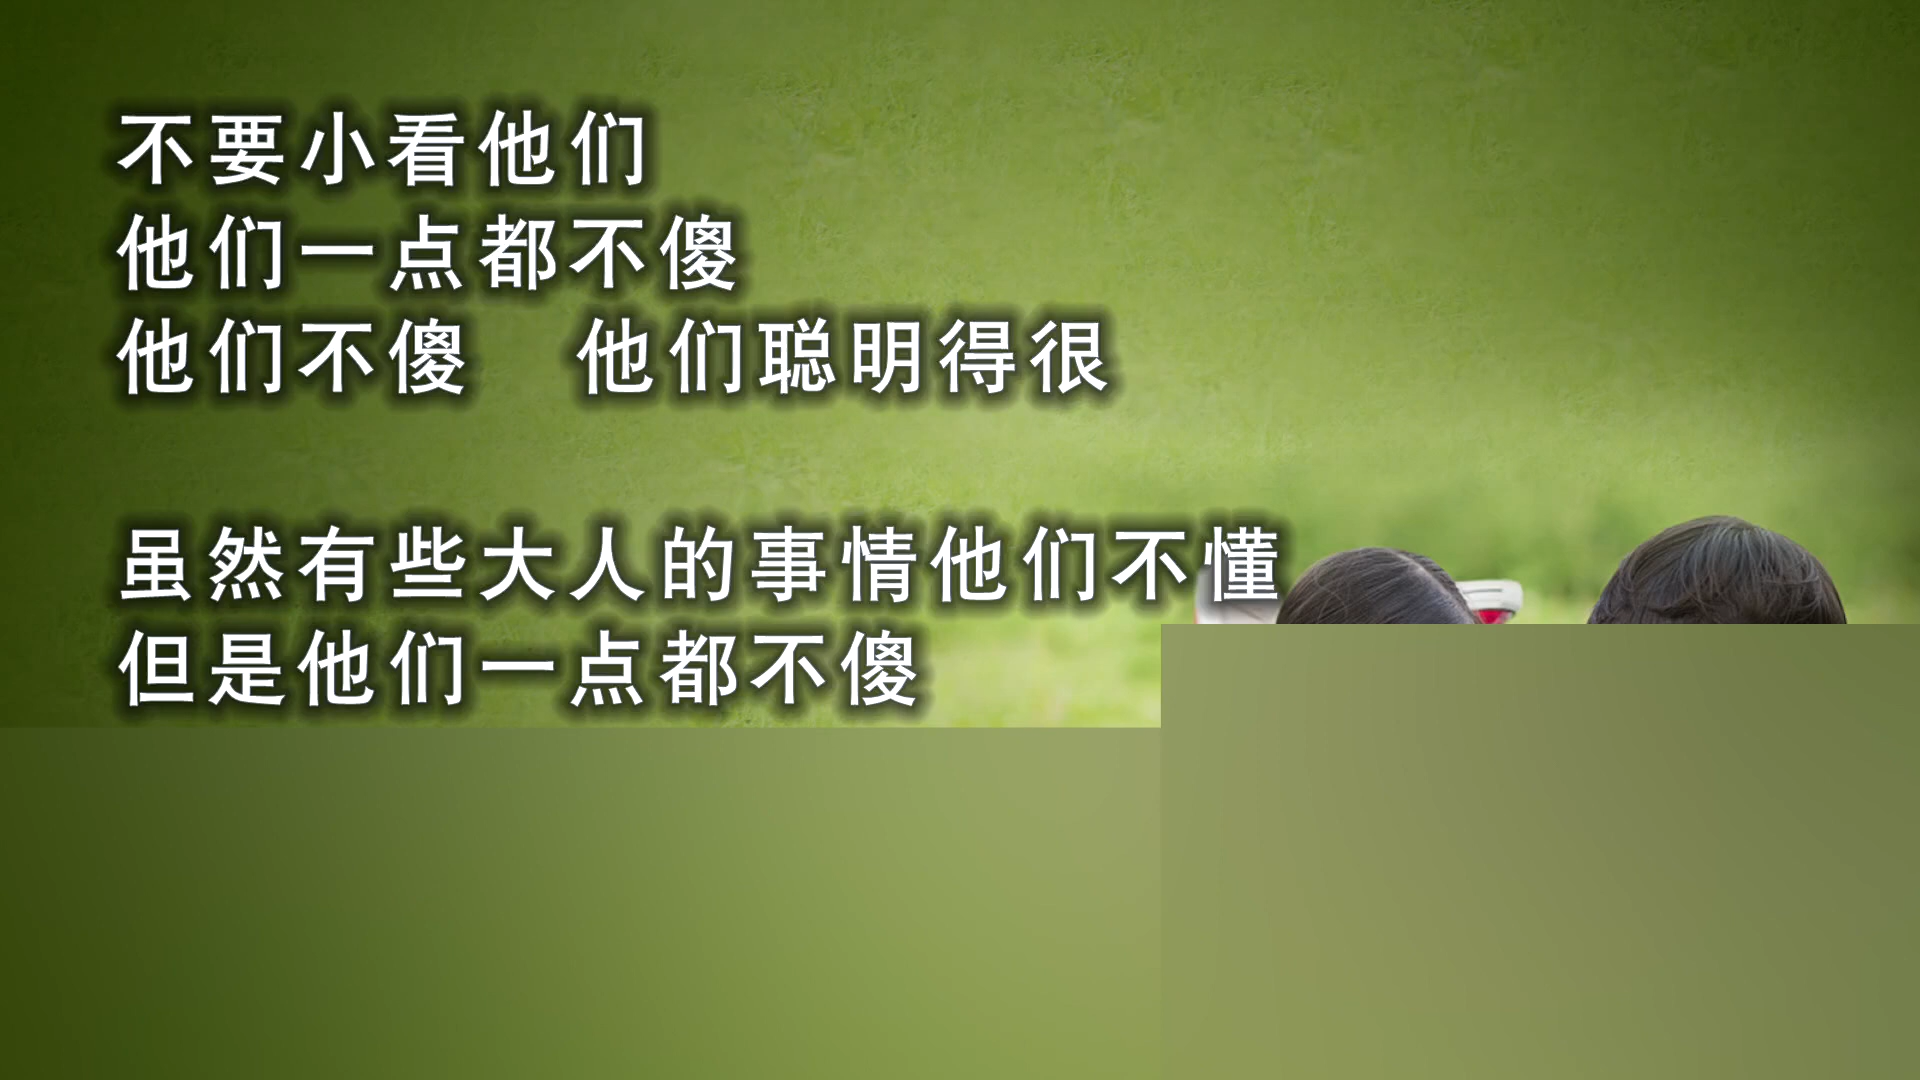 不要小看他们
他们一点都不傻
他们不傻　他们聪明得很
虽然有些大人的事情他们不懂
但是他们一点都不傻